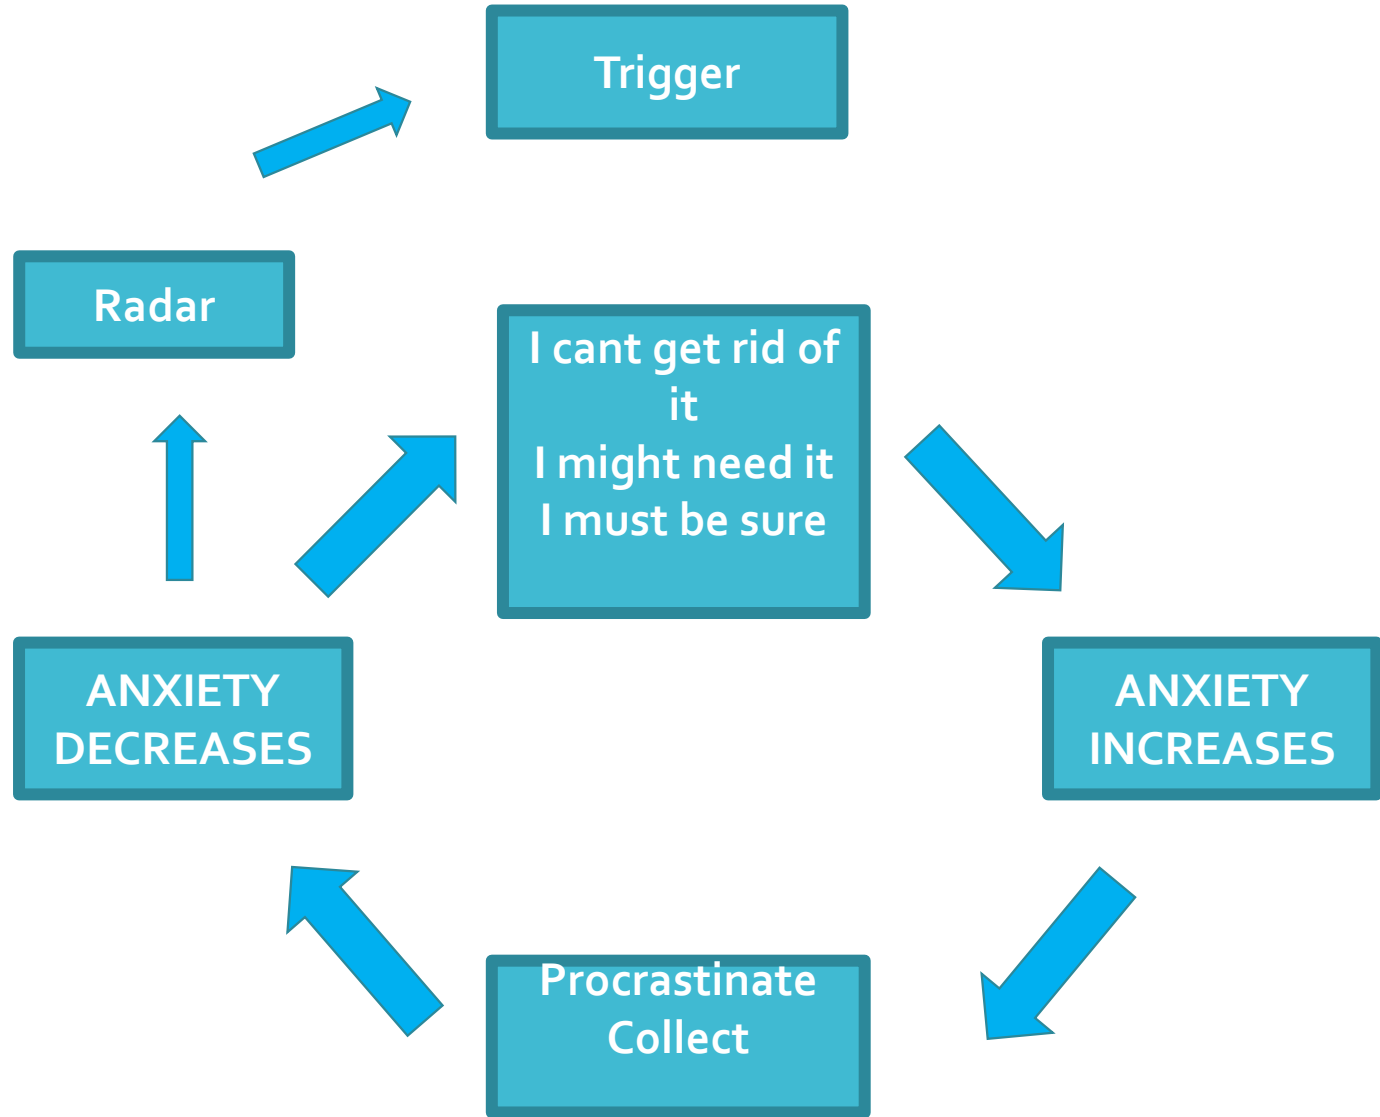 Trigger
Radar
I cant get rid of
it
I might need it
I must be sure
ANXIETY
DECREASES
ANXIETY
INCREASES
Procrastinate
Collect